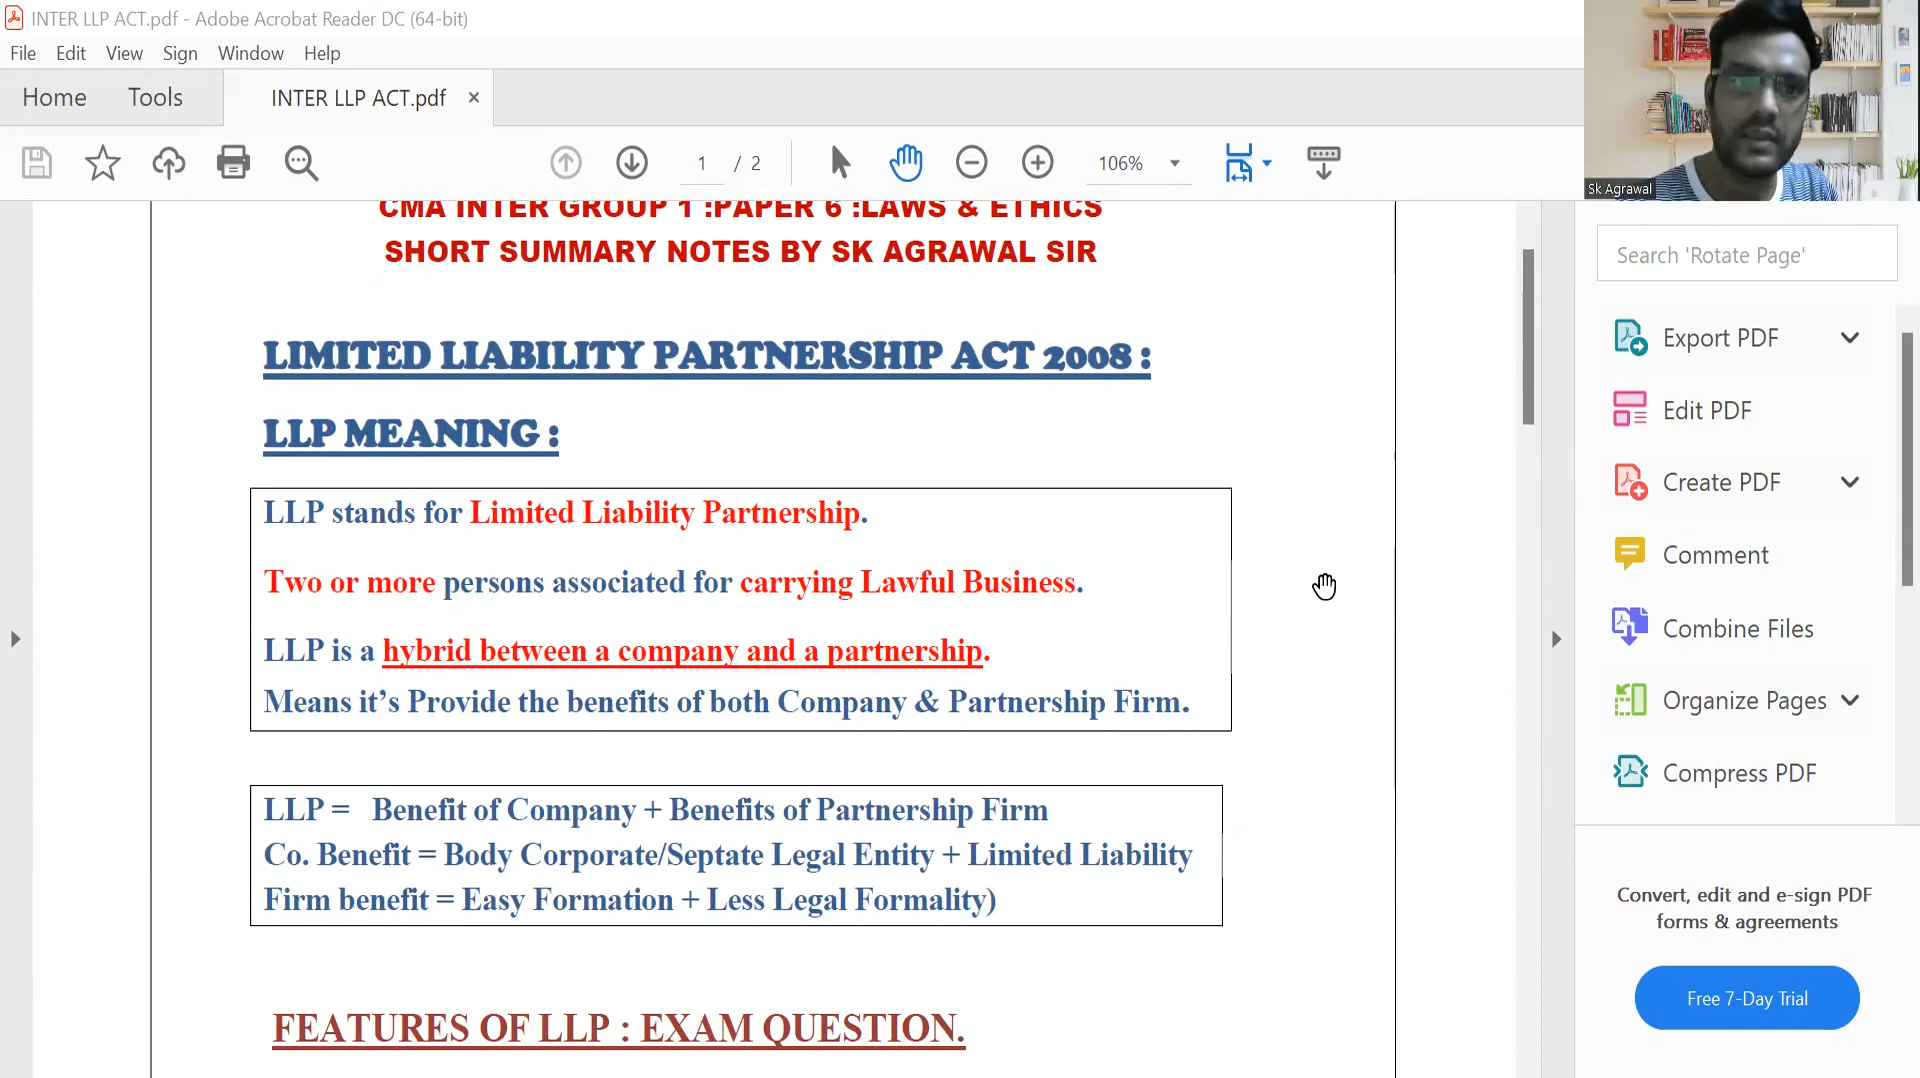 INTER LLP ACT.pdf - Adobe Acrobat Reader DC (64-bit)
File Edit View Sign Window Help
Home Tools INTER LLP ACT.pdf ×
1 / 2 106%
Sk Agrawal
CMA INTER GROUP 1 :PAPER 6 :LAWS & ETHICS
SHORT SUMMARY NOTES BY SK AGRAWAL SIR
LIMITED LIABILITY PARTNERSHIP ACT 2008 :
LLP MEANING :
LLP stands for Limited Liability Partnership.
Two or more persons associated for carrying Lawful Business.
LLP is a hybrid between a company and a partnership.
Means it’s Provide the benefits of both Company & Partnership Firm.
LLP = Benefit of Company + Benefits of Partnership Firm
Co. Benefit = Body Corporate/Septate Legal Entity + Limited Liability
Firm benefit = Easy Formation + Less Legal Formality)
FEATURES OF LLP : EXAM QUESTION.
Search 'Rotate Page'
Export PDF
Edit PDF
Create PDF
Comment
Combine Files
Organize Pages
Compress PDF
Convert, edit and e-sign PDF
forms & agreements
Free 7-Day Trial